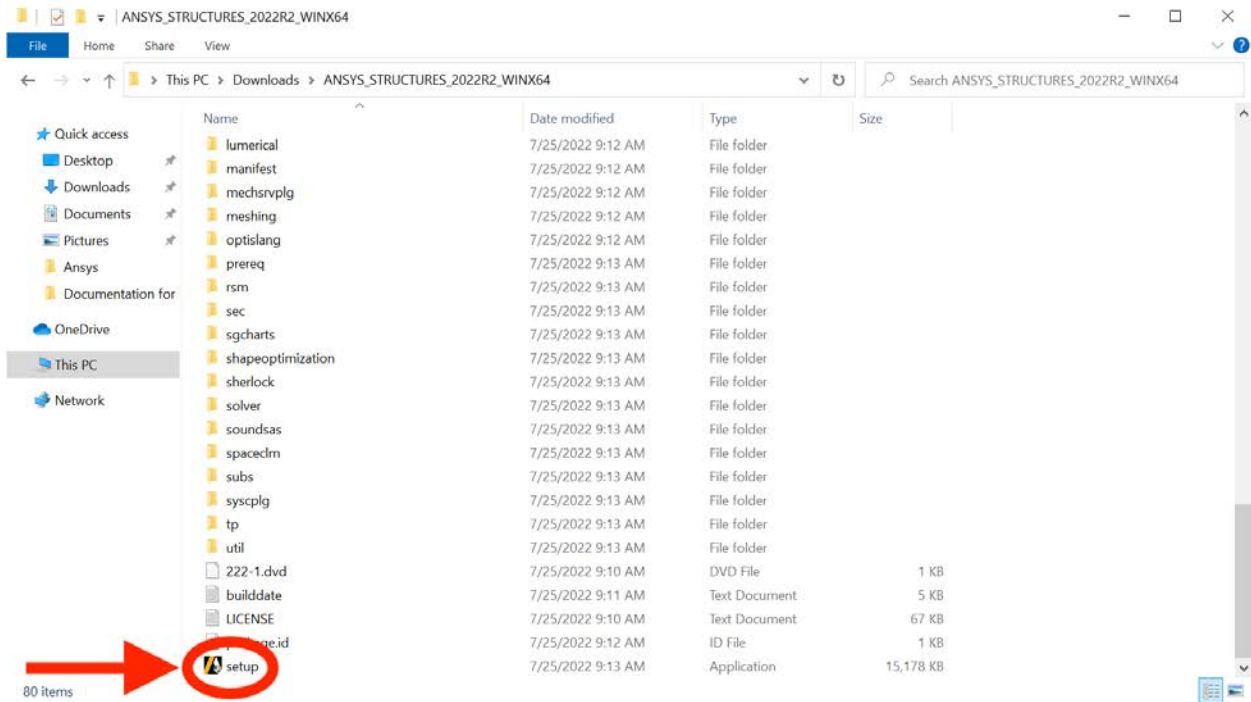 ANSYS_STRUCTURES_2022R2_WINX64
File Home Share View
This PC > Downloads > ANSYS_STRUCTURES_2022R2_WINX64 Search ANSYS_STRUCTURES_2022R2_WINX64
Quick access
Desktop
Downloads
Documents
Pictures
Ansys
Documentation for
OneDrive
This PC
Network
Name Date modified Type Size
lumerical 7/25/2022 9:12 AM File folder
manifest 7/25/2022 9:12 AM File folder
mechsrvplg 7/25/2022 9:12 AM File folder
meshing 7/25/2022 9:12 AM File folder
optislang 7/25/2022 9:12 AM File folder
prereq 7/25/2022 9:13 AM File folder
rsm 7/25/2022 9:13 AM File folder
sec 7/25/2022 9:13 AM File folder
sgcharts 7/25/2022 9:13 AM File folder
shapeoptimization 7/25/2022 9:13 AM File folder
sherlock 7/25/2022 9:13 AM File folder
solver 7/25/2022 9:13 AM File folder
soundsas 7/25/2022 9:13 AM File folder
spaceclm 7/25/2022 9:13 AM File folder
subs 7/25/2022 9:13 AM File folder
syscplg 7/25/2022 9:13 AM File folder
tp 7/25/2022 9:13 AM File folder
util 7/25/2022 9:13 AM File folder
222-1.dvd 7/25/2022 9:10 AM DVD File 1 KB
builddate 7/25/2022 9:11 AM Text Document 5 KB
LICENSE 7/25/2022 9:10 AM Text Document 67 KB
7/25/2022 9:12 AM ID File 1 KB
setup 7/25/2022 9:13 AM Application 15,178 KB
80 items